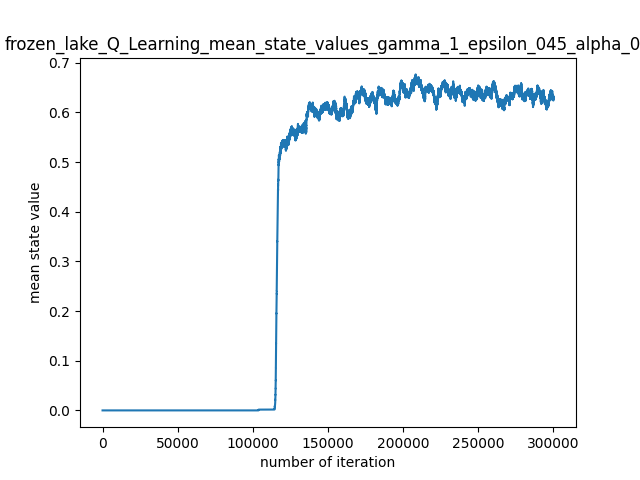 frozen_lake_Q_Learning_mean_state_values_gamma_1_epsilon_045_alpha_0
0.7
0.6
0.5
0.4
0.3
0.2
0.1
0.0
mean state value
0 50000 100000 150000 200000 250000 300000
number of iteration